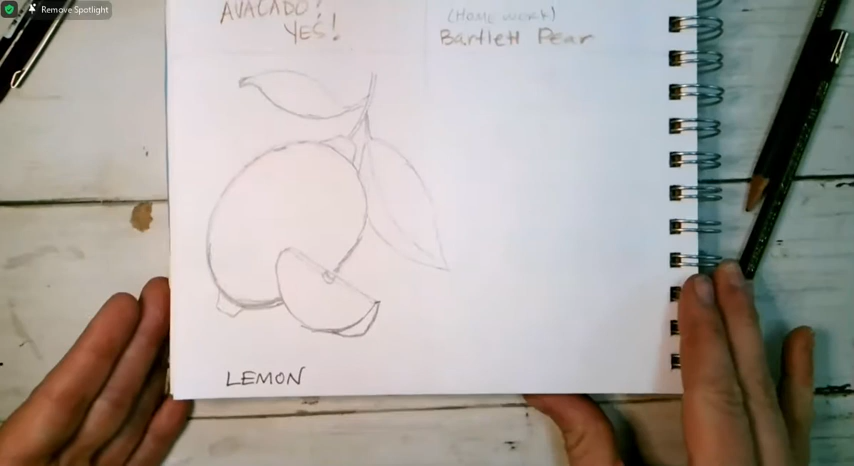 Remove Spotlight
AVACADO!
YES!
(HOME WORK)
Bartlett Pear
LEMON